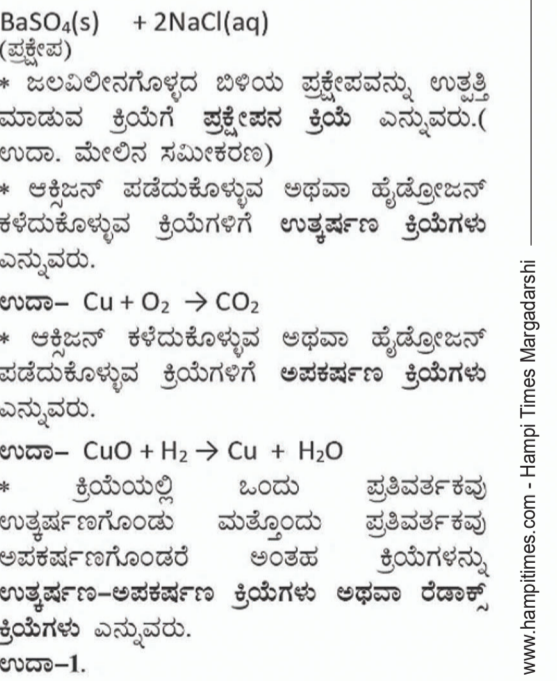 BaSO₄(s) + 2NaCl(aq)
(ಪ್ರಕ್ಷೇಪ)
* ಜಲವಿಲೀನಗೊಳ್ಳದ ಬಿಳಿಯ ಪ್ರಕ್ಷೇಪವನ್ನು ಉತ್ಪತ್ತಿ
ಮಾಡುವ ಕ್ರಿಯೆಗೆ ಪ್ರಕ್ಷೇಪನ ಕ್ರಿಯೆ ಎನ್ನುವರು.(
ಉದಾ. ಮೇಲಿನ ಸಮೀಕರಣ)
* ಆಕ್ಸಿಜನ್ ಪಡೆದುಕೊಳ್ಳುವ ಅಥವಾ ಹೈಡ್ರೋಜನ್
ಕಳೆದುಕೊಳ್ಳುವ ಕ್ರಿಯೆಗಳಿಗೆ ಉತ್ಕರ್ಷಣ ಕ್ರಿಯೆಗಳು
ಎನ್ನುವರು.
ಉದಾ– Cu + O₂ → CO₂
* ಆಕ್ಸಿಜನ್ ಕಳೆದುಕೊಳ್ಳುವ ಅಥವಾ ಹೈಡ್ರೋಜನ್
ಪಡೆದುಕೊಳ್ಳುವ ಕ್ರಿಯೆಗಳಿಗೆ ಅಪಕರ್ಷಣ ಕ್ರಿಯೆಗಳು
ಎನ್ನುವರು.
ಉದಾ– CuO + H₂ → Cu + H₂O
* ಕ್ರಿಯೆಯಲ್ಲಿ ಒಂದು ಪ್ರತಿವರ್ತಕವು
ಉತ್ಕರ್ಷಣಗೊಂಡು ಮತ್ತೊಂದು ಪ್ರತಿವರ್ತಕವು
ಅಪಕರ್ಷಣಗೊಂಡರೆ ಅಂತಹ ಕ್ರಿಯೆಗಳನ್ನು
ಉತ್ಕರ್ಷಣ–ಅಪಕರ್ಷಣ ಕ್ರಿಯೆಗಳು ಅಥವಾ ರೆಡಾಕ್ಸ್
ಕ್ರಿಯೆಗಳು ಎನ್ನುವರು.
ಉದಾ–1.
www.hampitimes.com - Hampi Times Margadarshi